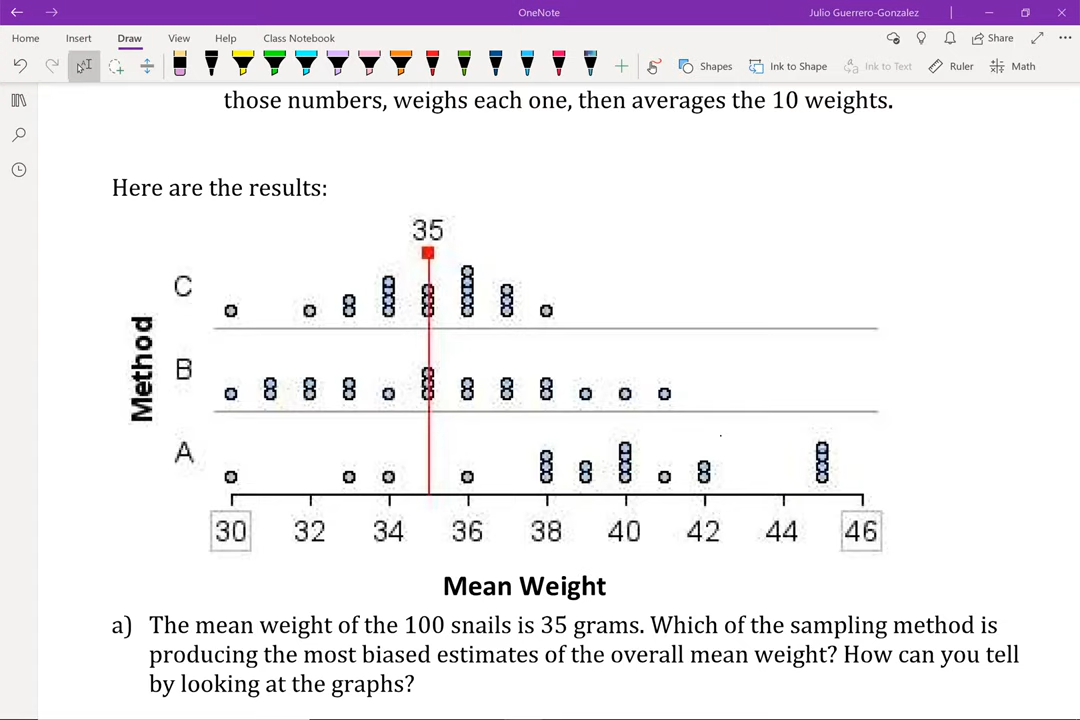 OneNote
Julio Guerrero-Gonzalez
Home Insert Draw View Help Class Notebook
Share
Shapes Ink to Shape Ink to Text Ruler Math
those numbers, weighs each one, then averages the 10 weights.
Here are the results:
35
C
B
A
Method
30 32 34 36 38 40 42 44 46
Mean Weight
a) The mean weight of the 100 snails is 35 grams. Which of the sampling method is
producing the most biased estimates of the overall mean weight? How can you tell
by looking at the graphs?